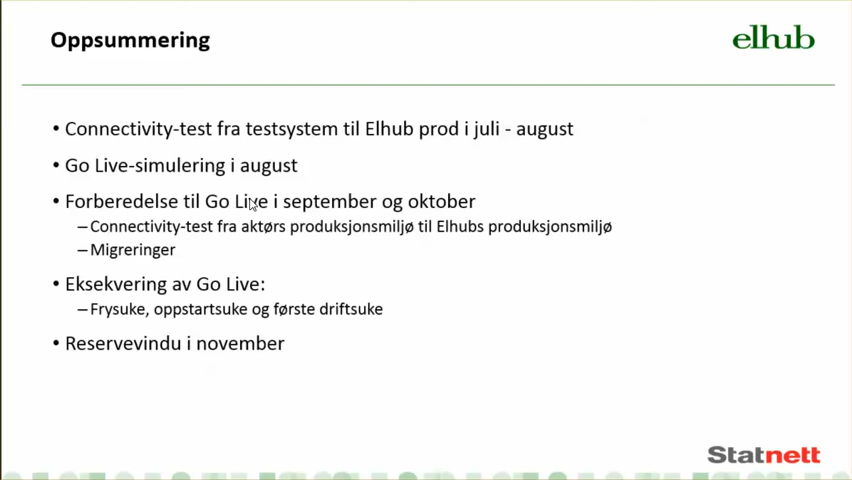 Oppsummering
elhub
• Connectivity-test fra testsystem til Elhub prod i juli - august
• Go Live-simulering i august
• Forberedelse til Go Live i september og oktober
– Connectivity-test fra aktørs produksjonsmiljø til Elhubs produksjonsmiljø
– Migreringer
• Eksekvering av Go Live:
– Frysuke, oppstartsuke og første driftsuke
• Reservevindu i november
Statnett